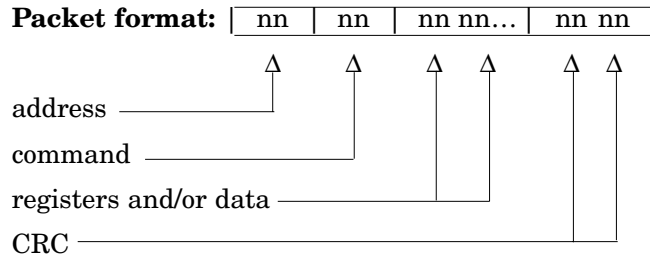 Packet format: | nn | nn | nn nn… | nn nn
Δ Δ Δ Δ Δ Δ
address
command
registers and/or data
CRC